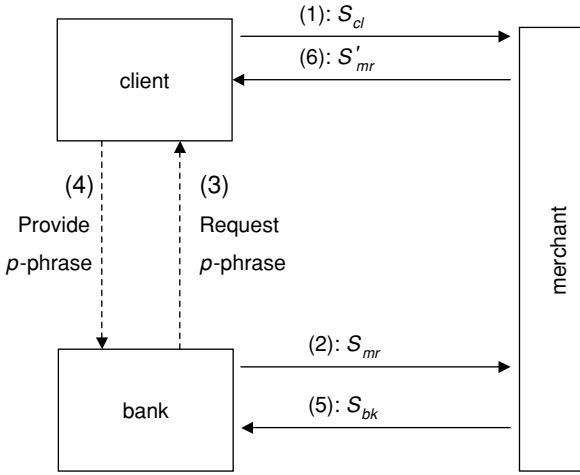 (1): S_cl
(6): S'_mr
client
(4)
(3)
Provide
Request
p-phrase
p-phrase
merchant
(2): S_mr
bank
(5): S_bk